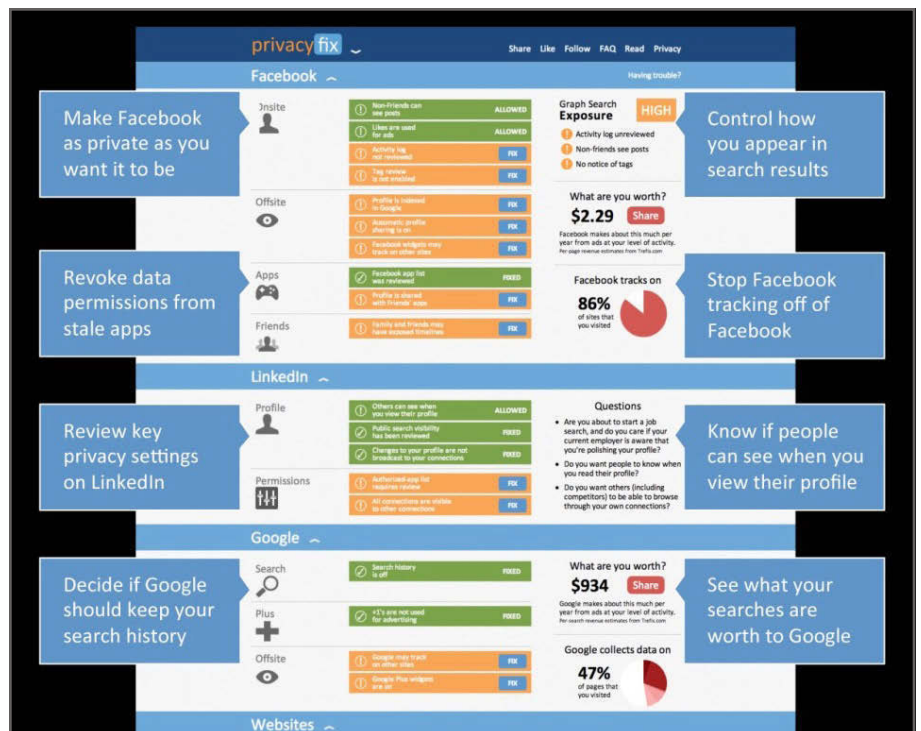 privacyfix
Share Like Follow FAQ Read Privacy
Facebook
Having trouble?
Make Facebook
as private as you
want it to be
Onsite
Non-Friends can
see posts
ALLOWED
Likes are used
for ads
ALLOWED
Activity log
not reviewed
FIX
Tag review
is not enabled
FIX
Graph Search
Exposure
HIGH
Activity log unreviewed
Non-friends see posts
No notice of tags
Control how
you appear in
search results
Offsite
Profile is indexed
in Google
FIX
Automatic profile
sharing is on
FIX
Facebook widgets may
track on other sites
FIX
What are you worth?
$2.29
Share
Facebook makes about this much per
year from ads at your level of activity.
Per-page revenue estimates from Trefis.com
Revoke data
permissions from
stale apps
Apps
Facebook app list
was reviewed
FIXED
Profile is shared
with Friends' apps
FIX
Friends
Family and friends may
have exposed timelines
FIX
Facebook tracks on
86%
of sites that
you visited
Stop Facebook
tracking off of
Facebook
LinkedIn
Review key
privacy settings
on LinkedIn
Profile
Others can see when
you view their profile
ALLOWED
Public search visibility
has been reviewed
FIXED
Changes to your profile are not
broadcast to your connections
FIXED
Permissions
Authorized app list
requires review
FIX
All connections are visible
to other connections
FIX
Questions
• Are you about to start a job
search, and do you care if your
current employer is aware that
you're polishing your profile?
• Do you want people to know when
you read their profile?
• Do you want others (including
competitors) to be able to browse
through your own connections?
Know if people
can see when you
view their profile
Google
Decide if Google
should keep your
search history
Search
Search history
is off
FIXED
Plus
+1's are not used
for advertising
FIXED
Offsite
Google may track
on other sites
FIX
Google Plus widgets
are on
FIX
What are you worth?
$934
Share
Google makes about this much per
year from ads at your level of activity.
Per-search revenue estimates from Trefis.com
Google collects data on
47%
of pages that
you visited
See what your
searches are
worth to Google
Websites